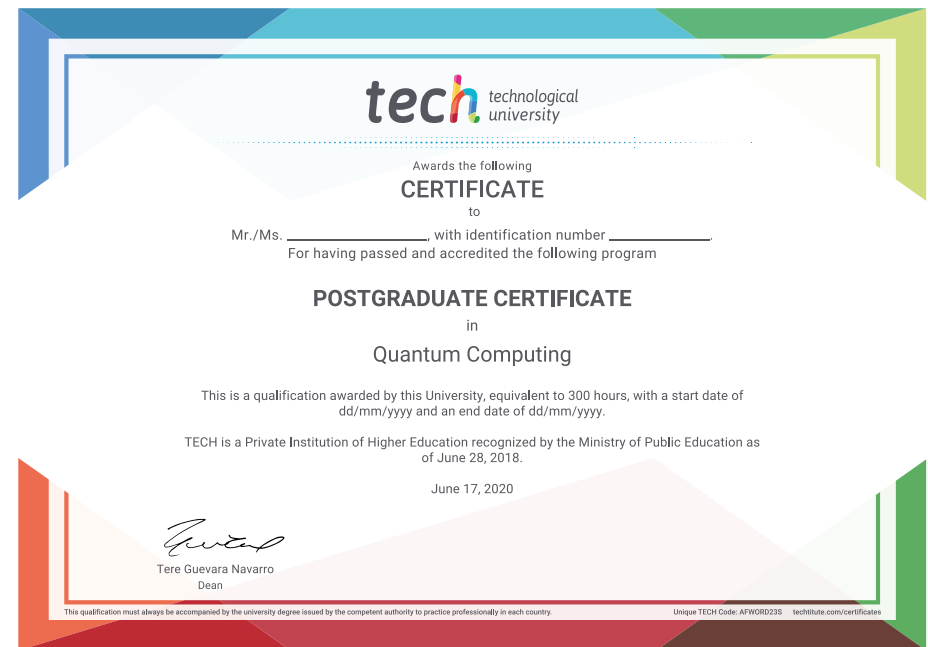 tech technological
university
Awards the following
CERTIFICATE
to
Mr./Ms. ____________________, with identification number ______________.
For having passed and accredited the following program
POSTGRADUATE CERTIFICATE
in
Quantum Computing
This is a qualification awarded by this University, equivalent to 300 hours, with a start date of
dd/mm/yyyy and an end date of dd/mm/yyyy.
TECH is a Private Institution of Higher Education recognized by the Ministry of Public Education as
of June 28, 2018.
June 17, 2020
Tere Guevara Navarro
Dean
This qualification must always be accompanied by the university degree issued by the competent authority to practice professionally in each country. Unique TECH Code: AFWORD23S techtitute.com/certificates